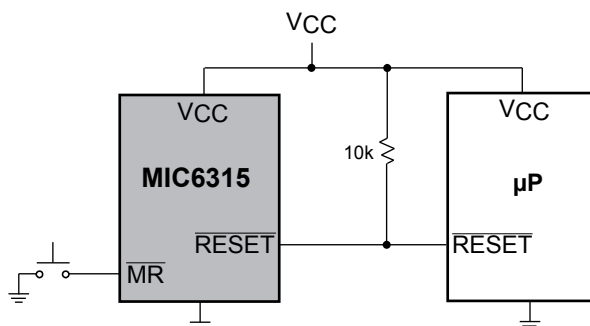 VCC
VCC
VCC
10k
MIC6315
µP
RESET
RESET
MR